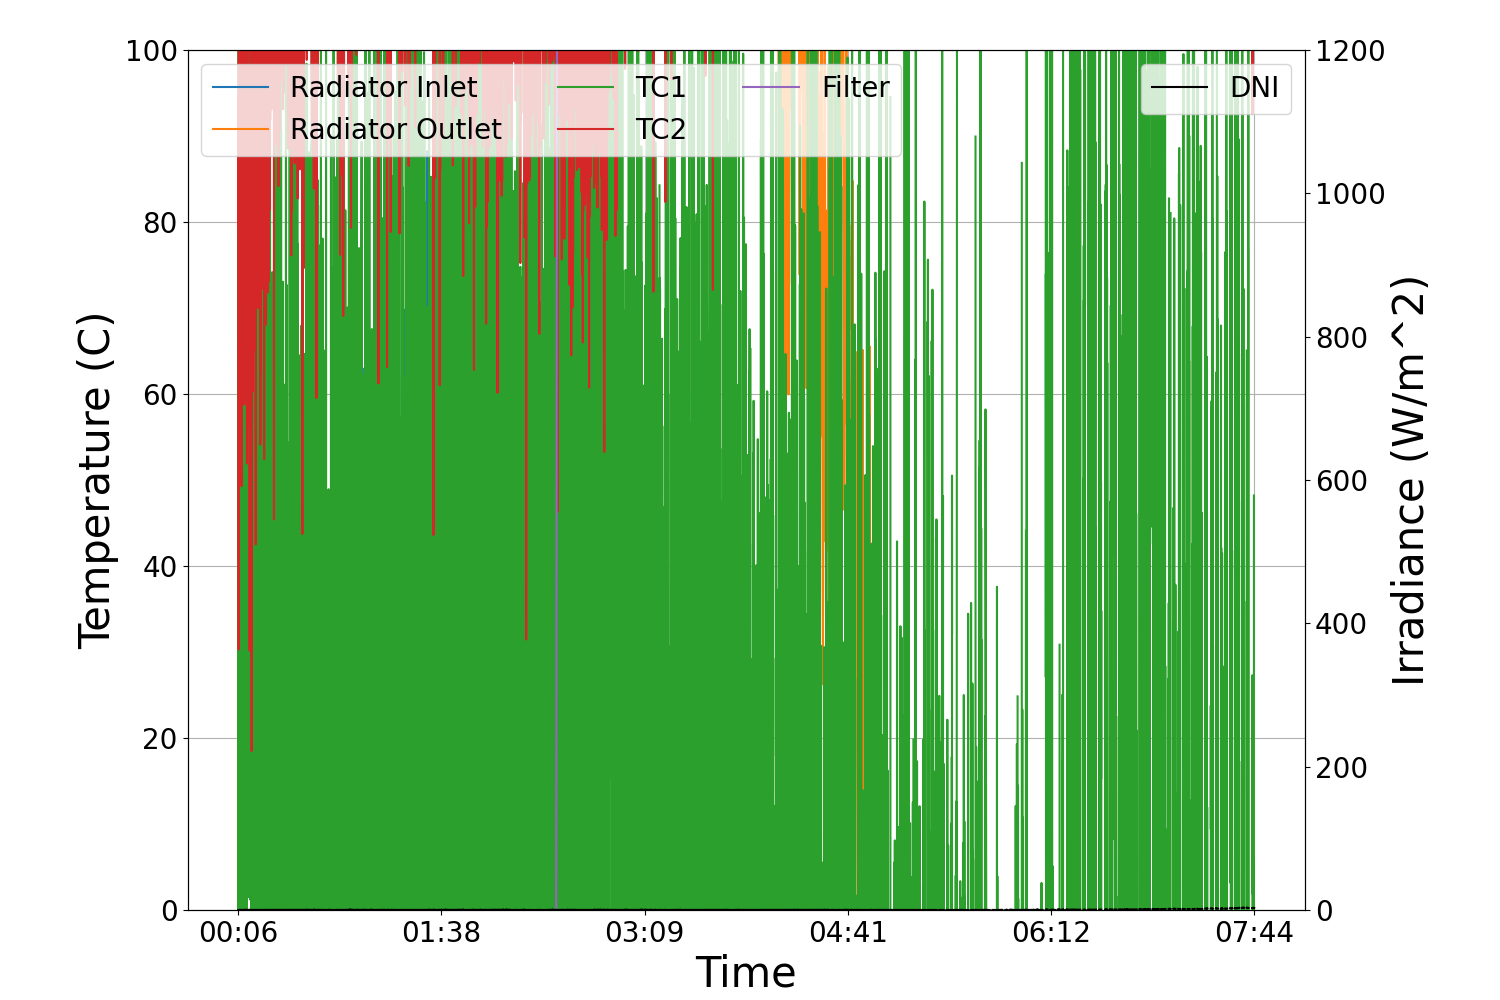 100
80
60
40
20
0
Temperature (C)
Radiator Inlet
Radiator Outlet
TC1
TC2
Filter
DNI
1200
1000
800
600
400
200
0
Irradiance (W/m^2)
00:06 01:38 03:09 04:41 06:12 07:44
Time